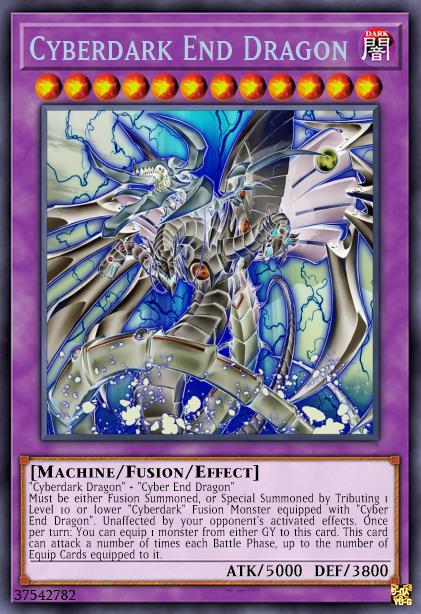 Cyberdark End Dragon
DARK
闇
[Machine/Fusion/Effect]
"Cyberdark Dragon" + "Cyber End Dragon"
Must be either Fusion Summoned, or Special Summoned by Tributing 1
Level 10 or lower "Cyberdark" Fusion Monster equipped with "Cyber
End Dragon". Unaffected by your opponent's activated effects. Once
per turn: You can equip 1 monster from either GY to this card. This card
can attack a number of times each Battle Phase, up to the number of
Equip Cards equipped to it.
ATK/5000 DEF/3800
37542782